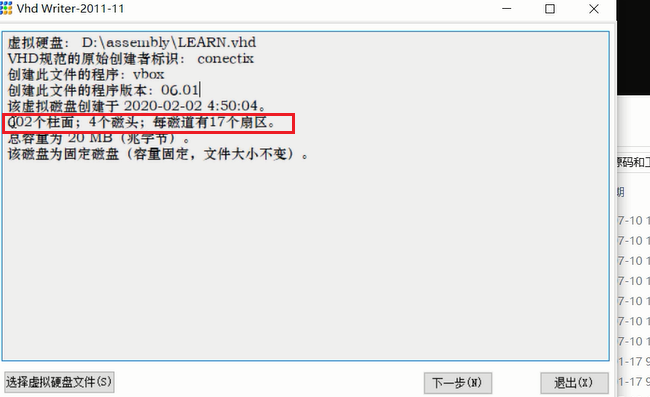 Vhd Writer-2011-11
虚拟硬盘： D:\assembly\LEARN.vhd
VHD规范的原始创建者标识： conectix
创建此文件的程序：vbox
创建此文件的程序版本：06.01
该虚拟磁盘创建于 2020-02-02 4:50:04。
602个柱面；4个磁头；每磁道有17个扇区。
总容量为 20 MB（兆字节）。
该磁盘为固定磁盘（容量固定，文件大小不变）。
选择虚拟硬盘文件(S)
下一步(N)
退出(X)
源码和工
期
7-10 1
7-10 1
7-10 1
7-10 1
7-10 1
7-10 1
7-10 1
1-17 9
1-17 9